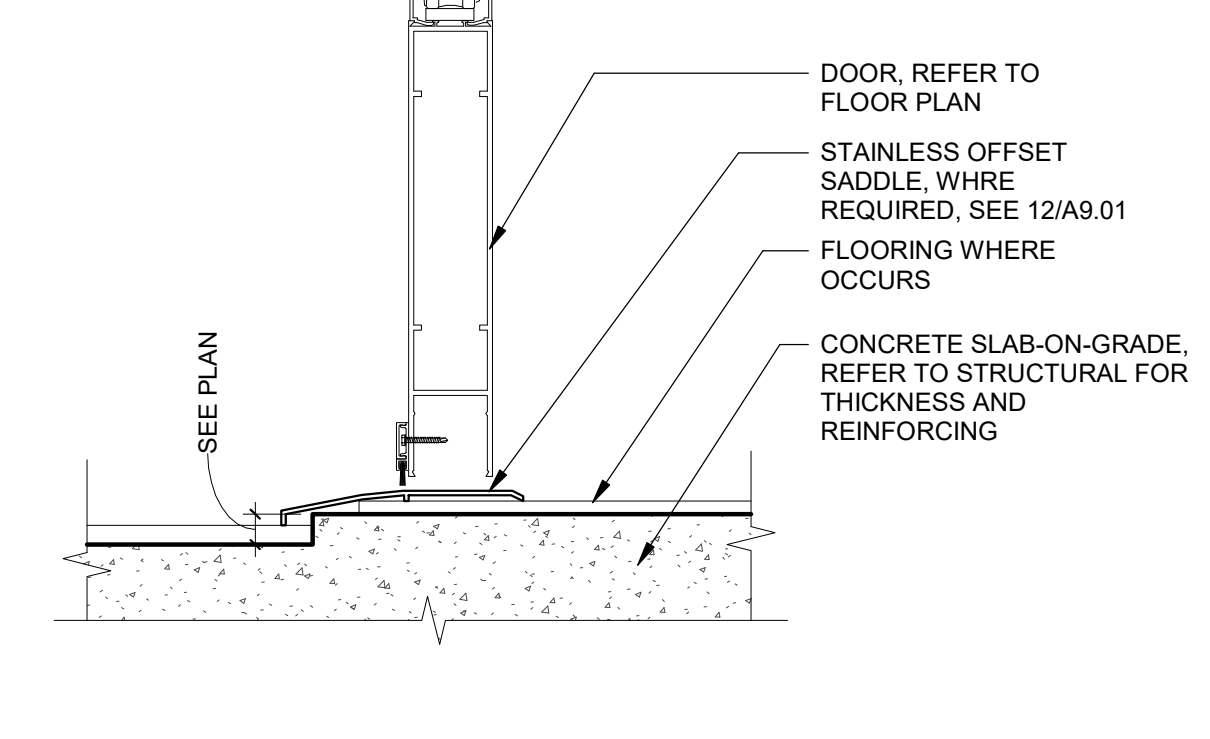 DOOR, REFER TO
FLOOR PLAN
STAINLESS OFFSET
SADDLE, WHRE
REQUIRED, SEE 12/A9.01
FLOORING WHERE
OCCURS
CONCRETE SLAB-ON-GRADE,
REFER TO STRUCTURAL FOR
THICKNESS AND
REINFORCING
SEE PLAN